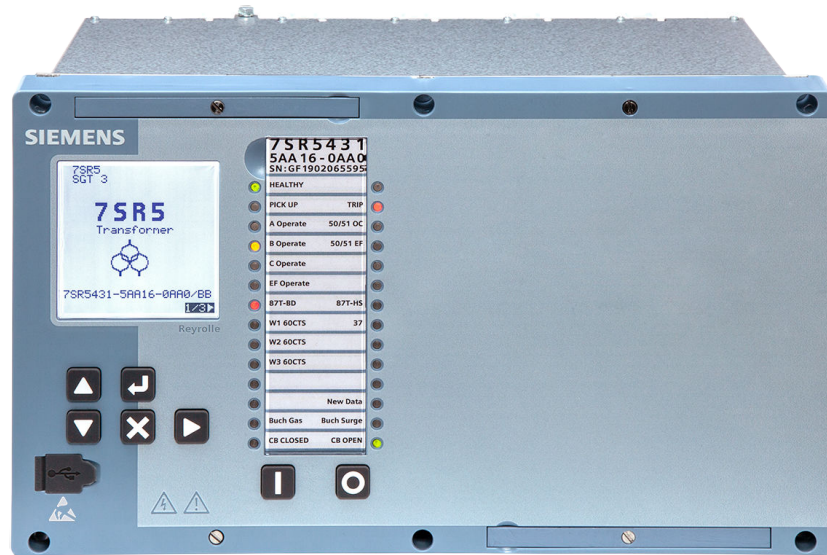 SIEMENS
7SR5
SGT 3
7SR5
Transformer
7SR5431-5AA16-0AA0/BB
1/3
Reyrolle
7SR5431
5AA16-0AA0
SN:GF1902065595
HEALTHY
PICK UP TRIP
A Operate 50/51 OC
B Operate 50/51 EF
C Operate
EF Operate
87T-BD 87T-HS
W1 60CTS 37
W2 60CTS
W3 60CTS
New Data
Buch Gas Buch Surge
CB CLOSED CB OPEN